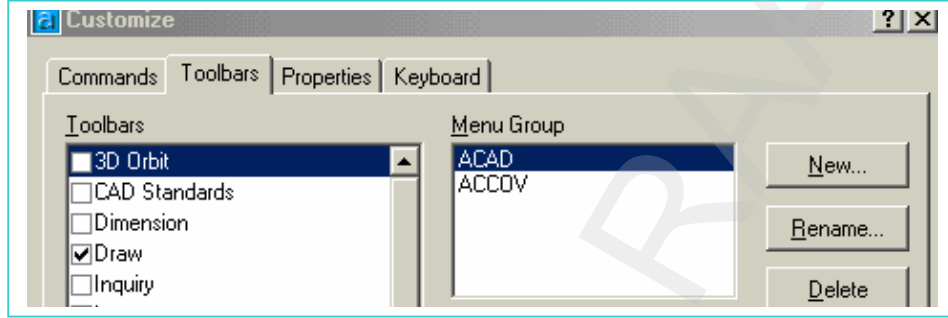 Customize
Commands Toolbars Properties Keyboard
Toolbars
3D Orbit
CAD Standards
Dimension
Draw
Inquiry
Menu Group
ACAD
ACCOV
New...
Rename...
Delete